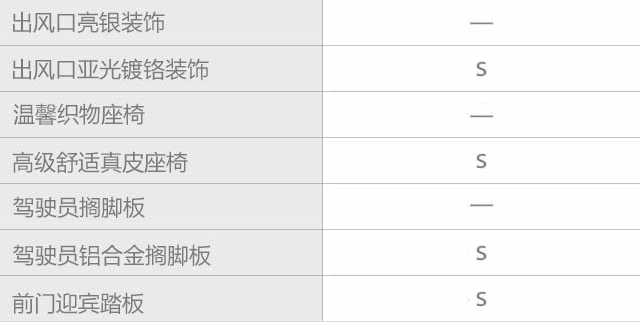 出风口亮银装饰 —
出风口亚光镀铬装饰 S
温馨织物座椅 —
高级舒适真皮座椅 S
驾驶员搁脚板 —
驾驶员铝合金搁脚板 S
前门迎宾踏板 S